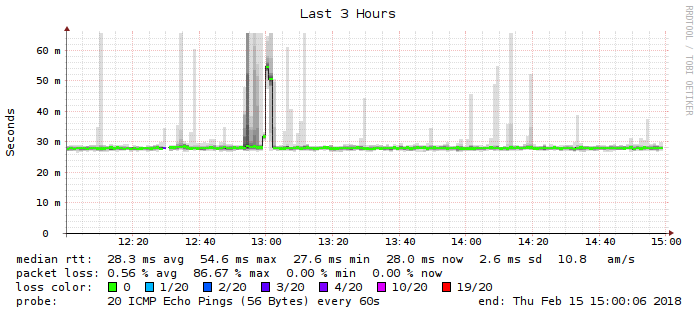 Last 3 Hours
RRDTOOL / TOBI OETIKER
Seconds
60 m
50 m
40 m
30 m
20 m
10 m
0
12:20 12:40 13:00 13:20 13:40 14:00 14:20 14:40 15:00
median rtt: 28.3 ms avg 54.6 ms max 27.6 ms min 28.0 ms now 2.6 ms sd 10.8 am/s
packet loss: 0.56 % avg 86.67 % max 0.00 % min 0.00 % now
loss color: 0 1/20 2/20 3/20 4/20 10/20 19/20
probe: 20 ICMP Echo Pings (56 Bytes) every 60s end: Thu Feb 15 15:00:06 2018